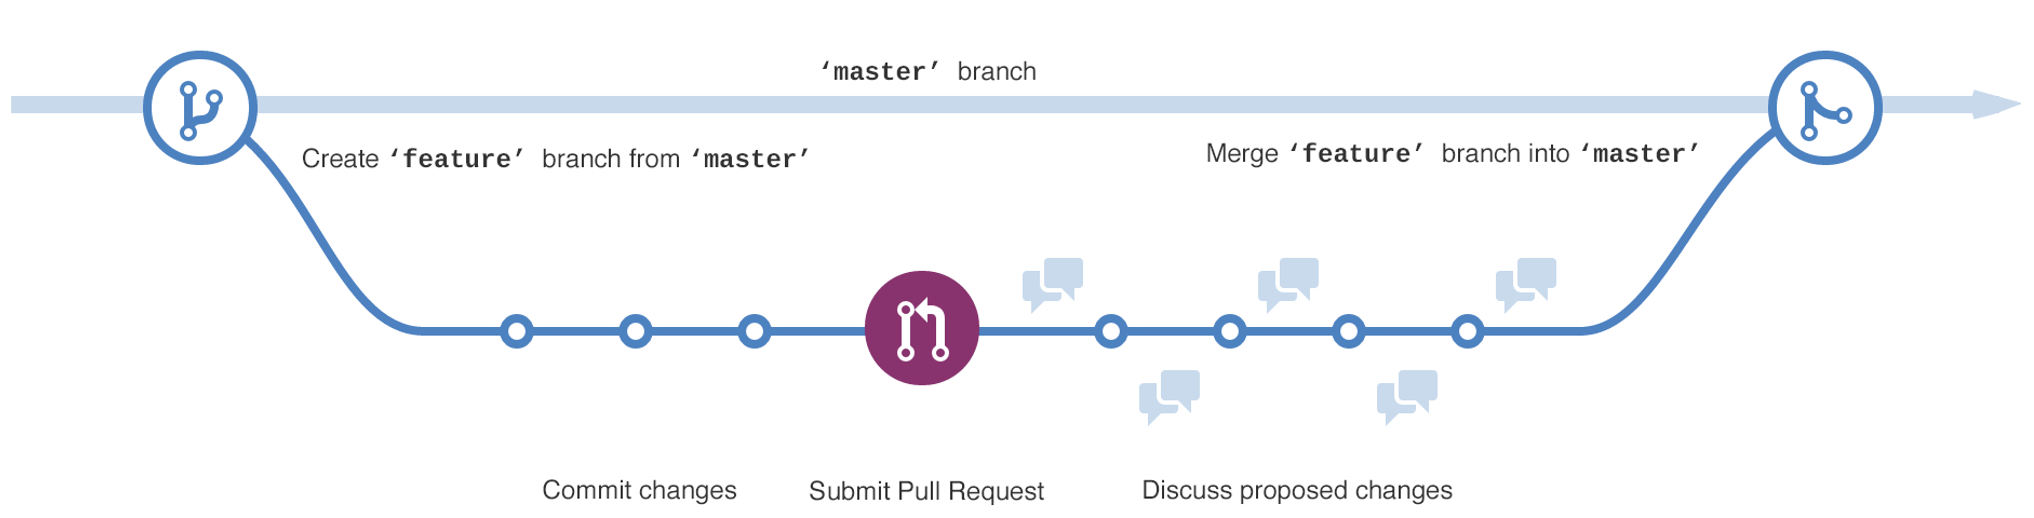 ‘master’ branch
Create ‘feature’ branch from ‘master’
Merge ‘feature’ branch into ‘master’
Commit changes
Submit Pull Request
Discuss proposed changes